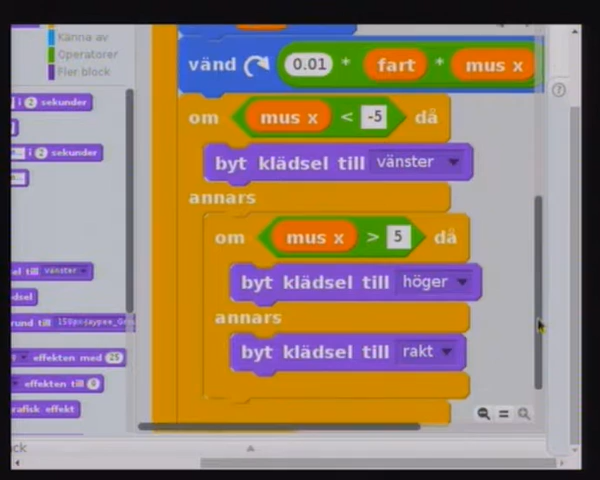 Känna av
Operatorer
Fler block
vänd 0.01 * fart * mus x
i 2 sekunder
om mus x < -5 då
i 2 sekunder
byt klädsel till vänster
annars
om mus x > 5 då
el till vänster
byt klädsel till höger
dsel
annars
rund till
byt klädsel till rakt
effekten med 25
effekten till 0
rafisk effekt